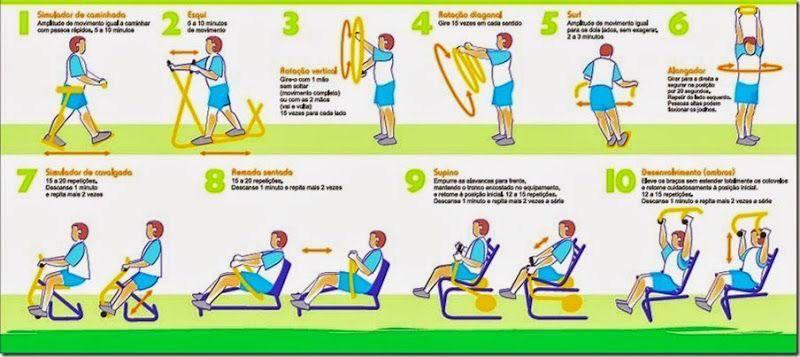 1
Simulador de caminhada
Amplitude de movimento igual a caminhar
com passos rápidos, 5 a 10 minutos
2
Esqui
5 a 10 minutos
de movimento
3
Rotação vertical
Gire-o com 1 mão
sem soltar
(movimento completo)
ou com as 2 mãos
(vai e volta)
15 vezes para cada lado
4
Rotação diagonal
Gire 15 vezes em cada sentido
5
Surf
Amplitude de movimento igual
para os dois lados, sem exagerar,
2 a 3 minutos
6
Alongador
Girar para a direita e
segurar na posição
por 20 segundos.
Repetir do lado esquerdo.
Pessoas altas podem
flexionar os joelhos.
7
Simulador de cavalgada
15 a 20 repetições.
Descanse 1 minuto
e repita mais 2 vezes
8
Remada sentada
15 a 20 repetições.
Descanse 1 minuto e repita mais 2 vezes
9
Supino
Empurre as alavancas para frente,
mantendo o tronco encostado no equipamento,
e retorne à posição inicial. 12 a 15 repetições.
Descanse 1 minuto e repita mais 2 vezes a série
10
Desenvolvimento (ombros)
Eleve os braços sem estender totalmente os cotovelos
e retorne cuidadosamente à posição inicial.
12 a 15 repetições.
Descanse 1 minuto e repita mais 2 vezes a série